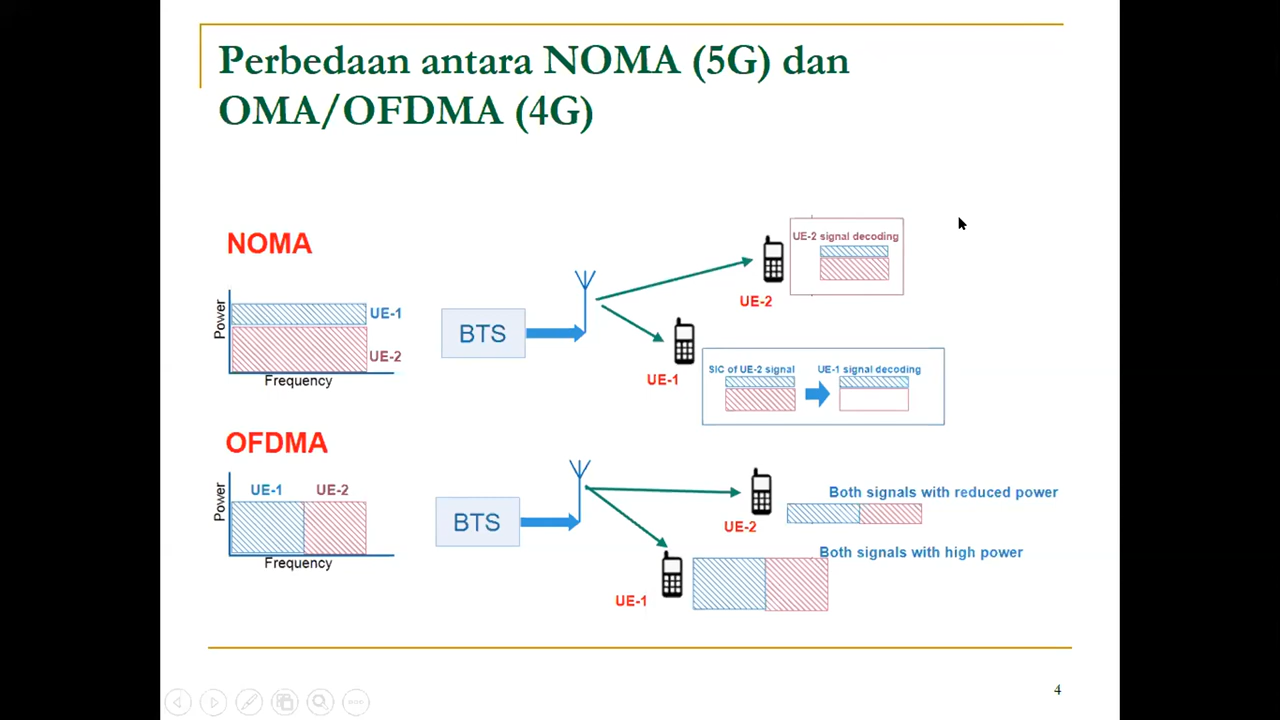 Perbedaan antara NOMA (5G) dan
OMA/OFDMA (4G)
NOMA
Power
UE-1
UE-2
Frequency
BTS
UE-2 signal decoding
UE-2
UE-1
SIC of UE-2 signal
UE-1 signal decoding
OFDMA
Power
UE-1
UE-2
Frequency
BTS
UE-2
Both signals with reduced power
Both signals with high power
UE-1
4